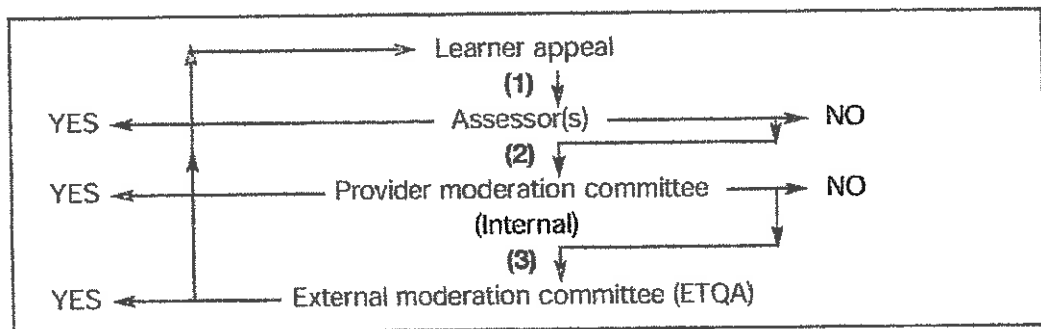 Learner appeal
(1)
YES Assessor(s) NO
(2)
YES Provider moderation committee NO
(Internal)
(3)
YES External moderation committee (ETQA)